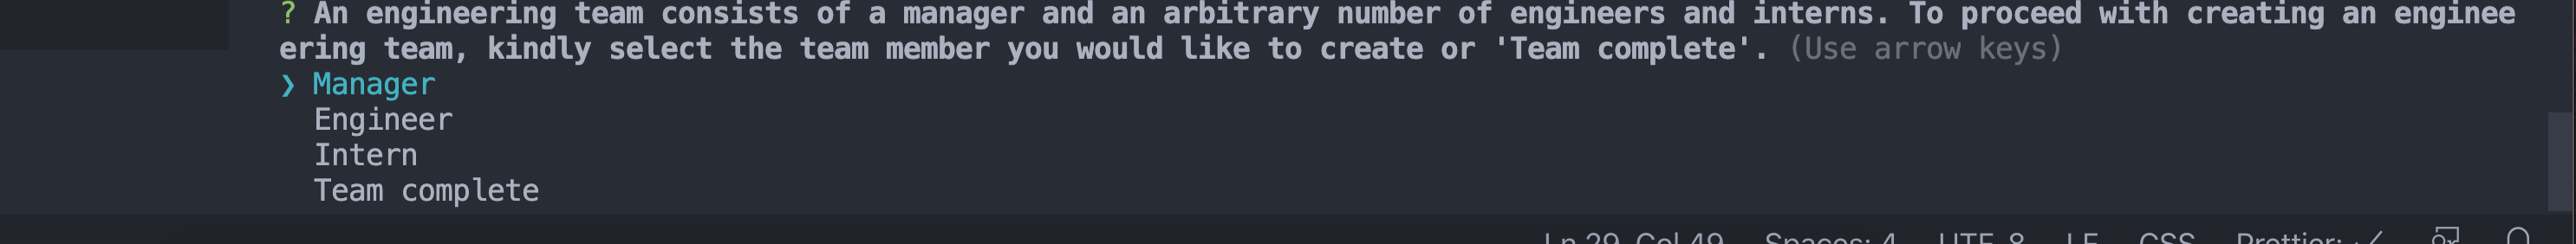 ? An engineering team consists of a manager and an arbitrary number of engineers and interns. To proceed with creating an enginee
ering team, kindly select the team member you would like to create or 'Team complete'. (Use arrow keys)
❯ Manager
Engineer
Intern
Team complete
Ln 29, Col 49 Spaces: 4 UTF-8 LF CSS Prettier: ✓